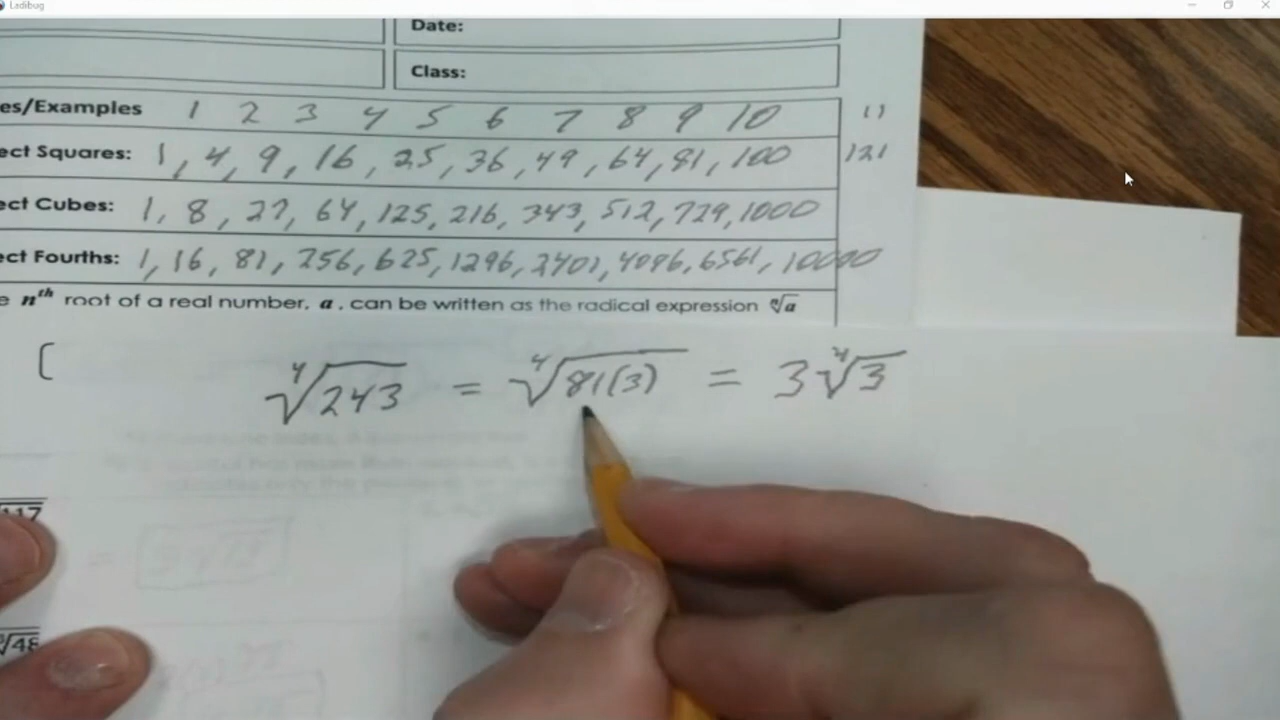 Ladibug
Date:
Class:
es/Examples 1 2 3 4 5 6 7 8 9 10 11
ect Squares: 1, 4, 9, 16, 25, 36, 49, 64, 81, 100 121
ect Cubes: 1, 8, 27, 64, 125, 216, 343, 512, 729, 1000
ect Fourths: 1, 16, 81, 256, 625, 1296, 2401, 4096, 6561, 10000
e nᵗʰ root of a real number, a, can be written as the radical expression ⁿ√a
[ ⁴√243 = ⁴√81(3) = 3⁴√3
√117
√48